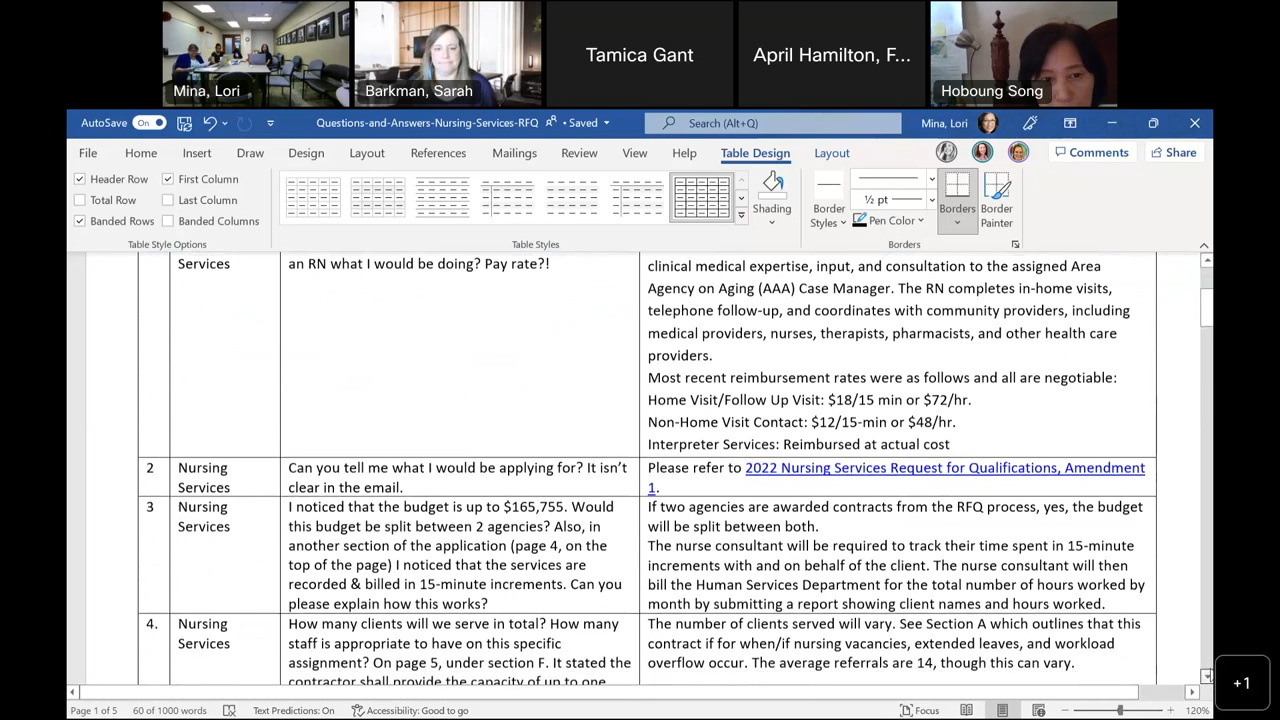 Mina, Lori
Barkman, Sarah
Tamica Gant
April Hamilton, F...
Hoboung Song
AutoSave On
Questions-and-Answers-Nursing-Services-RFQ • Saved
Search (Alt+Q)
Mina, Lori
File Home Insert Draw Design Layout References Mailings Review View Help Table Design Layout Comments Share
Header Row First Column
Total Row Last Column
Banded Rows Banded Columns
Shading
Border Styles
½ pt
Pen Color
Borders
Border Painter
Table Style Options
Table Styles
Borders
Services
an RN what I would be doing? Pay rate?!
clinical medical expertise, input, and consultation to the assigned Area
Agency on Aging (AAA) Case Manager. The RN completes in-home visits,
telephone follow-up, and coordinates with community providers, including
medical providers, nurses, therapists, pharmacists, and other health care
providers.
Most recent reimbursement rates were as follows and all are negotiable:
Home Visit/Follow Up Visit: $18/15 min or $72/hr.
Non-Home Visit Contact: $12/15-min or $48/hr.
Interpreter Services: Reimbursed at actual cost
2
Nursing
Services
Can you tell me what I would be applying for? It isn't
clear in the email.
Please refer to 2022 Nursing Services Request for Qualifications, Amendment
1.
3
Nursing
Services
I noticed that the budget is up to $165,755. Would
this budget be split between 2 agencies? Also, in
another section of the application (page 4, on the
top of the page) I noticed that the services are
recorded & billed in 15-minute increments. Can you
please explain how this works?
If two agencies are awarded contracts from the RFQ process, yes, the budget
will be split between both.
The nurse consultant will be required to track their time spent in 15-minute
increments with and on behalf of the client. The nurse consultant will then
bill the Human Services Department for the total number of hours worked by
month by submitting a report showing client names and hours worked.
4.
Nursing
Services
How many clients will we serve in total? How many
staff is appropriate to have on this specific
assignment? On page 5, under section F. It stated the
contractor shall provide the capacity of up to one
The number of clients served will vary. See Section A which outlines that this
contract if for when/if nursing vacancies, extended leaves, and workload
overflow occur. The average referrals are 14, though this can vary.
+1
Page 1 of 5 60 of 1000 words Text Predictions: On Accessibility: Good to go Focus 120%